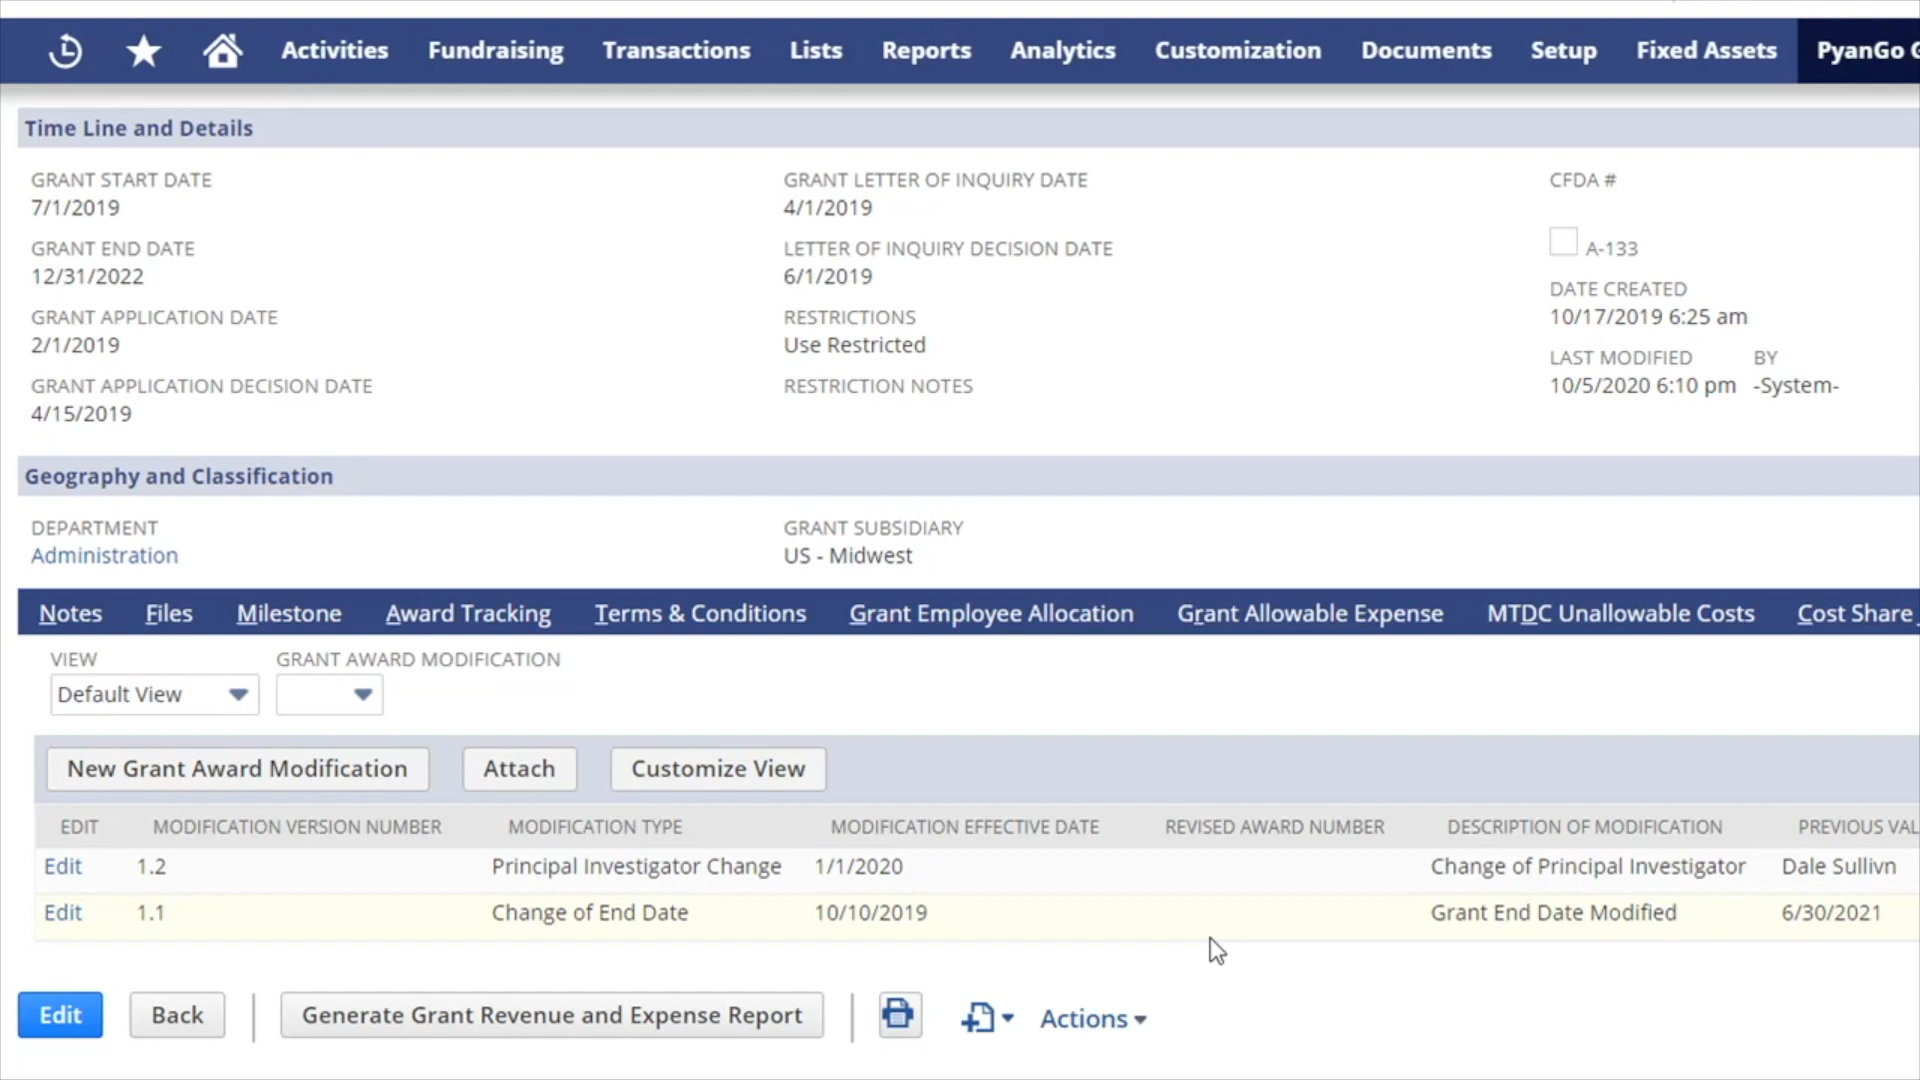 Activities Fundraising Transactions Lists Reports Analytics Customization Documents Setup Fixed Assets PyanGo
Time Line and Details
GRANT START DATE
7/1/2019
GRANT END DATE
12/31/2022
GRANT APPLICATION DATE
2/1/2019
GRANT APPLICATION DECISION DATE
4/15/2019
GRANT LETTER OF INQUIRY DATE
4/1/2019
LETTER OF INQUIRY DECISION DATE
6/1/2019
RESTRICTIONS
Use Restricted
RESTRICTION NOTES
CFDA #
A-133
DATE CREATED
10/17/2019 6:25 am
LAST MODIFIED BY
10/5/2020 6:10 pm -System-
Geography and Classification
DEPARTMENT
Administration
GRANT SUBSIDIARY
US - Midwest
Notes Files Milestone Award Tracking Terms & Conditions Grant Employee Allocation Grant Allowable Expense MTDC Unallowable Costs Cost Share
VIEW
Default View
GRANT AWARD MODIFICATION
New Grant Award Modification Attach Customize View
EDIT MODIFICATION VERSION NUMBER MODIFICATION TYPE MODIFICATION EFFECTIVE DATE REVISED AWARD NUMBER DESCRIPTION OF MODIFICATION PREVIOUS VAL
Edit 1.2 Principal Investigator Change 1/1/2020 Change of Principal Investigator Dale Sullivn
Edit 1.1 Change of End Date 10/10/2019 Grant End Date Modified 6/30/2021
Edit Back Generate Grant Revenue and Expense Report Actions